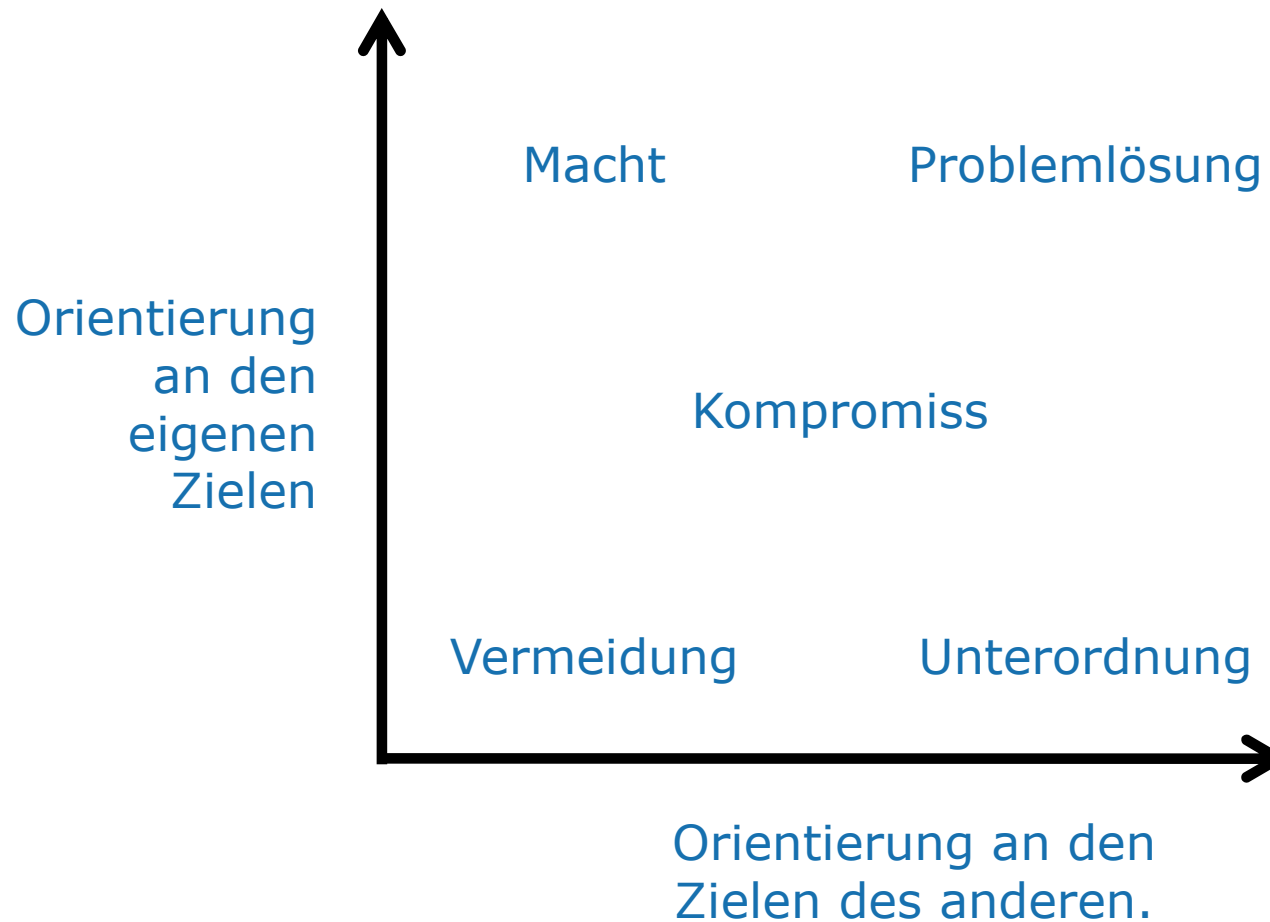 Macht
Problemlösung
Orientierung
an den
eigenen
Zielen
Kompromiss
Vermeidung
Unterordnung
Orientierung an den
Zielen des anderen.